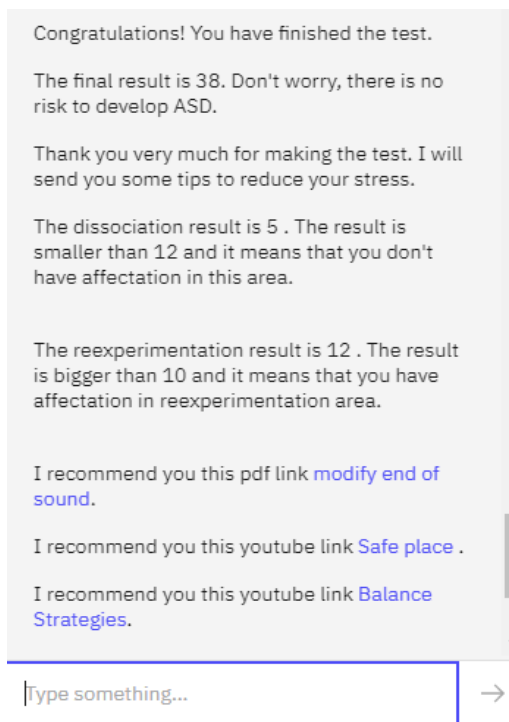 Congratulations! You have finished the test.
The final result is 38. Don't worry, there is no
risk to develop ASD.
Thank you very much for making the test. I will
send you some tips to reduce your stress.
The dissociation result is 5 . The result is
smaller than 12 and it means that you don't
have affectation in this area.
The reexperimentation result is 12 . The result
is bigger than 10 and it means that you have
affectation in reexperimentation area.
I recommend you this pdf link modify end of
sound.
I recommend you this youtube link Safe place .
I recommend you this youtube link Balance
Strategies.
Type something...